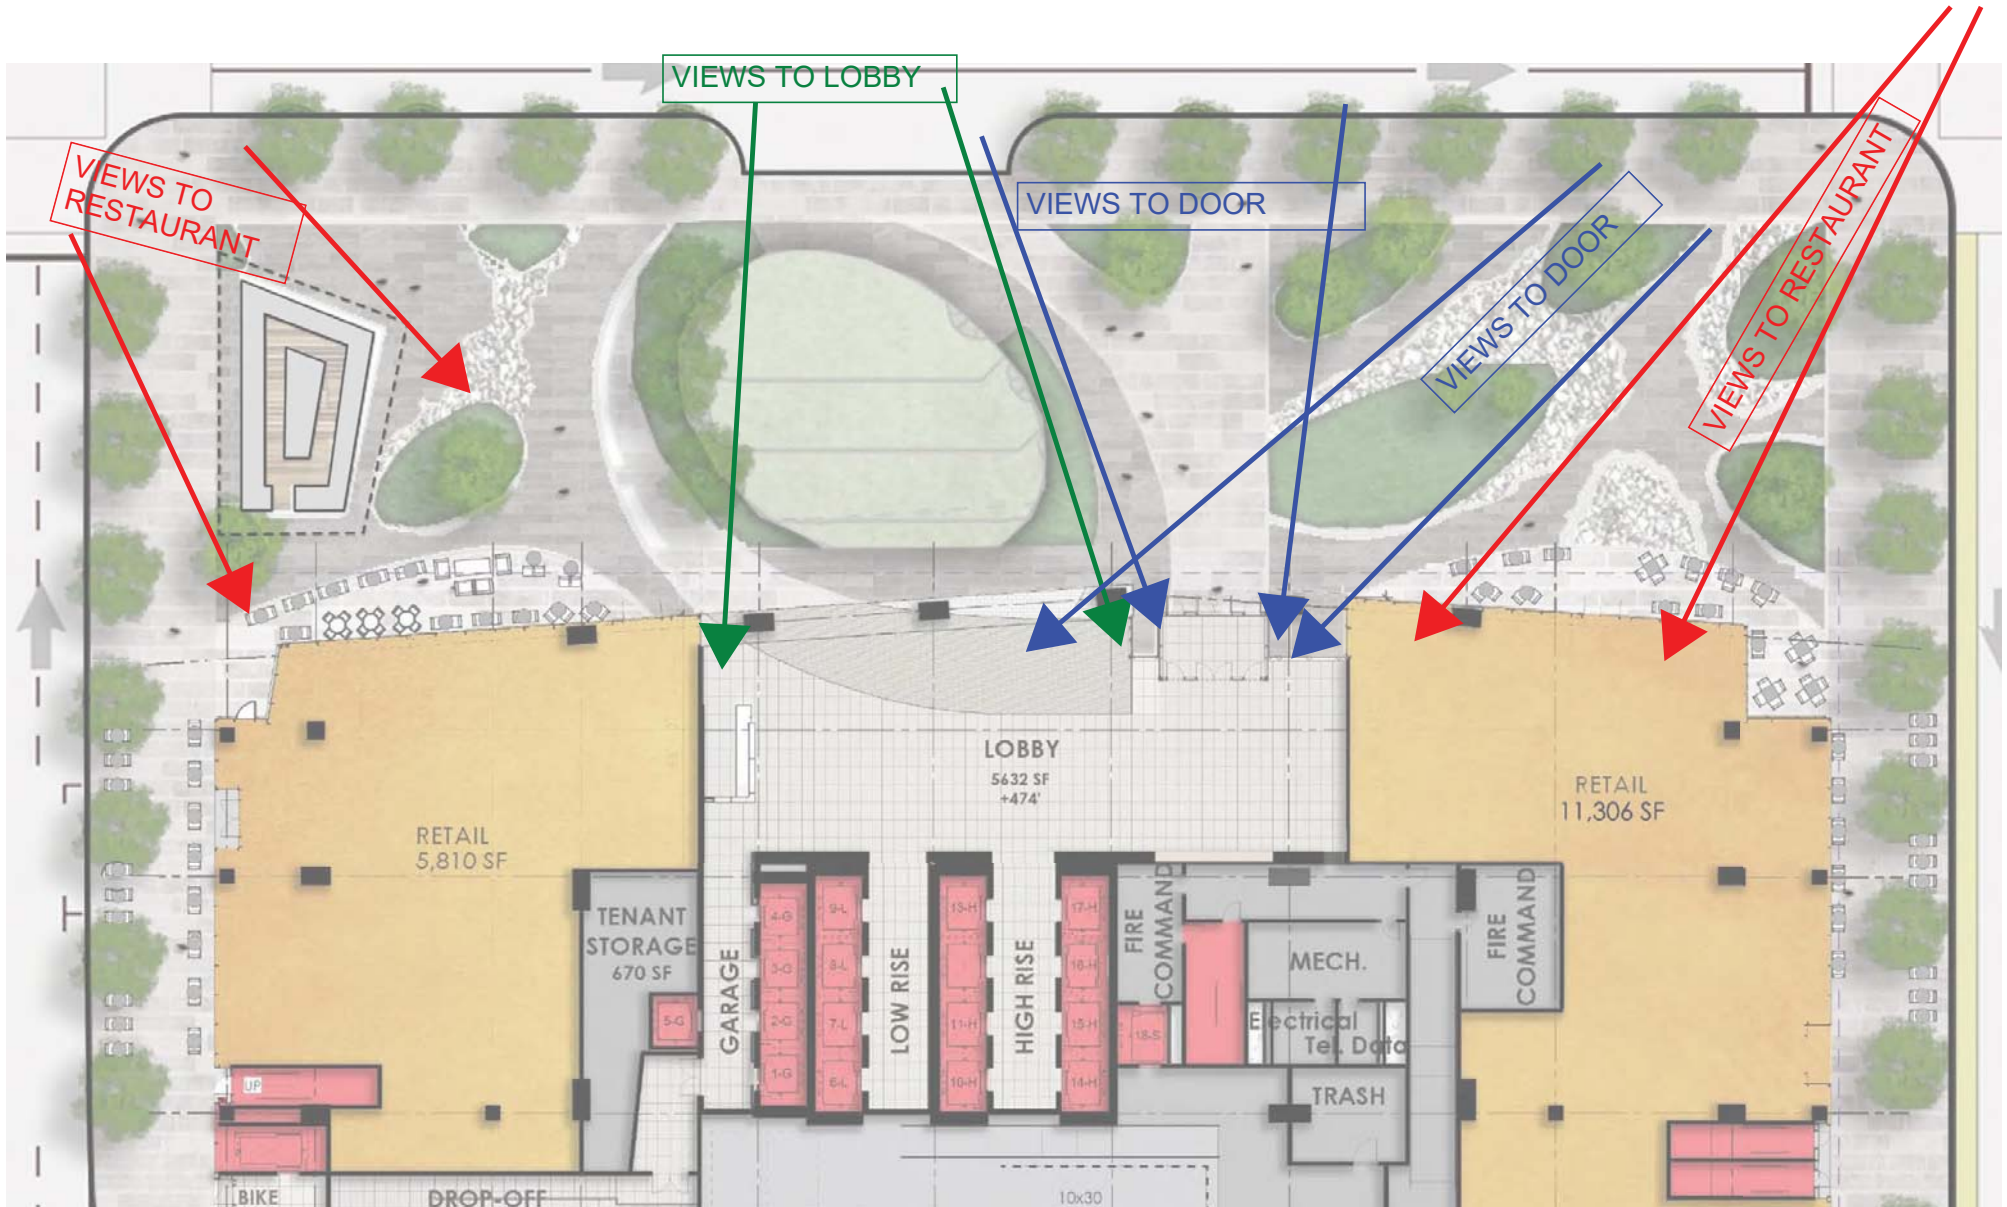 VIEWS TO LOBBY
VIEWS TO
RESTAURANT
VIEWS TO DOOR
VIEWS TO DOOR
VIEWS TO RESTAURANT
LOBBY
5632 SF
+474'
RETAIL
11,306 SF
RETAIL
5,810 SF
TENANT
STORAGE
670 SF
5-G
GARAGE
4-G
3-G
2-G
1-G
9-L
8-L
7-L
6-L
LOW RISE
13-H
11-H
10-H
HIGH RISE
17-H
16-H
15-H
14-H
FIRE
COMMAND
18-S
MECH.
Electrical
Tel. Data
TRASH
FIRE
COMMAND
UP
BIKE
DROP-OFF
10x30